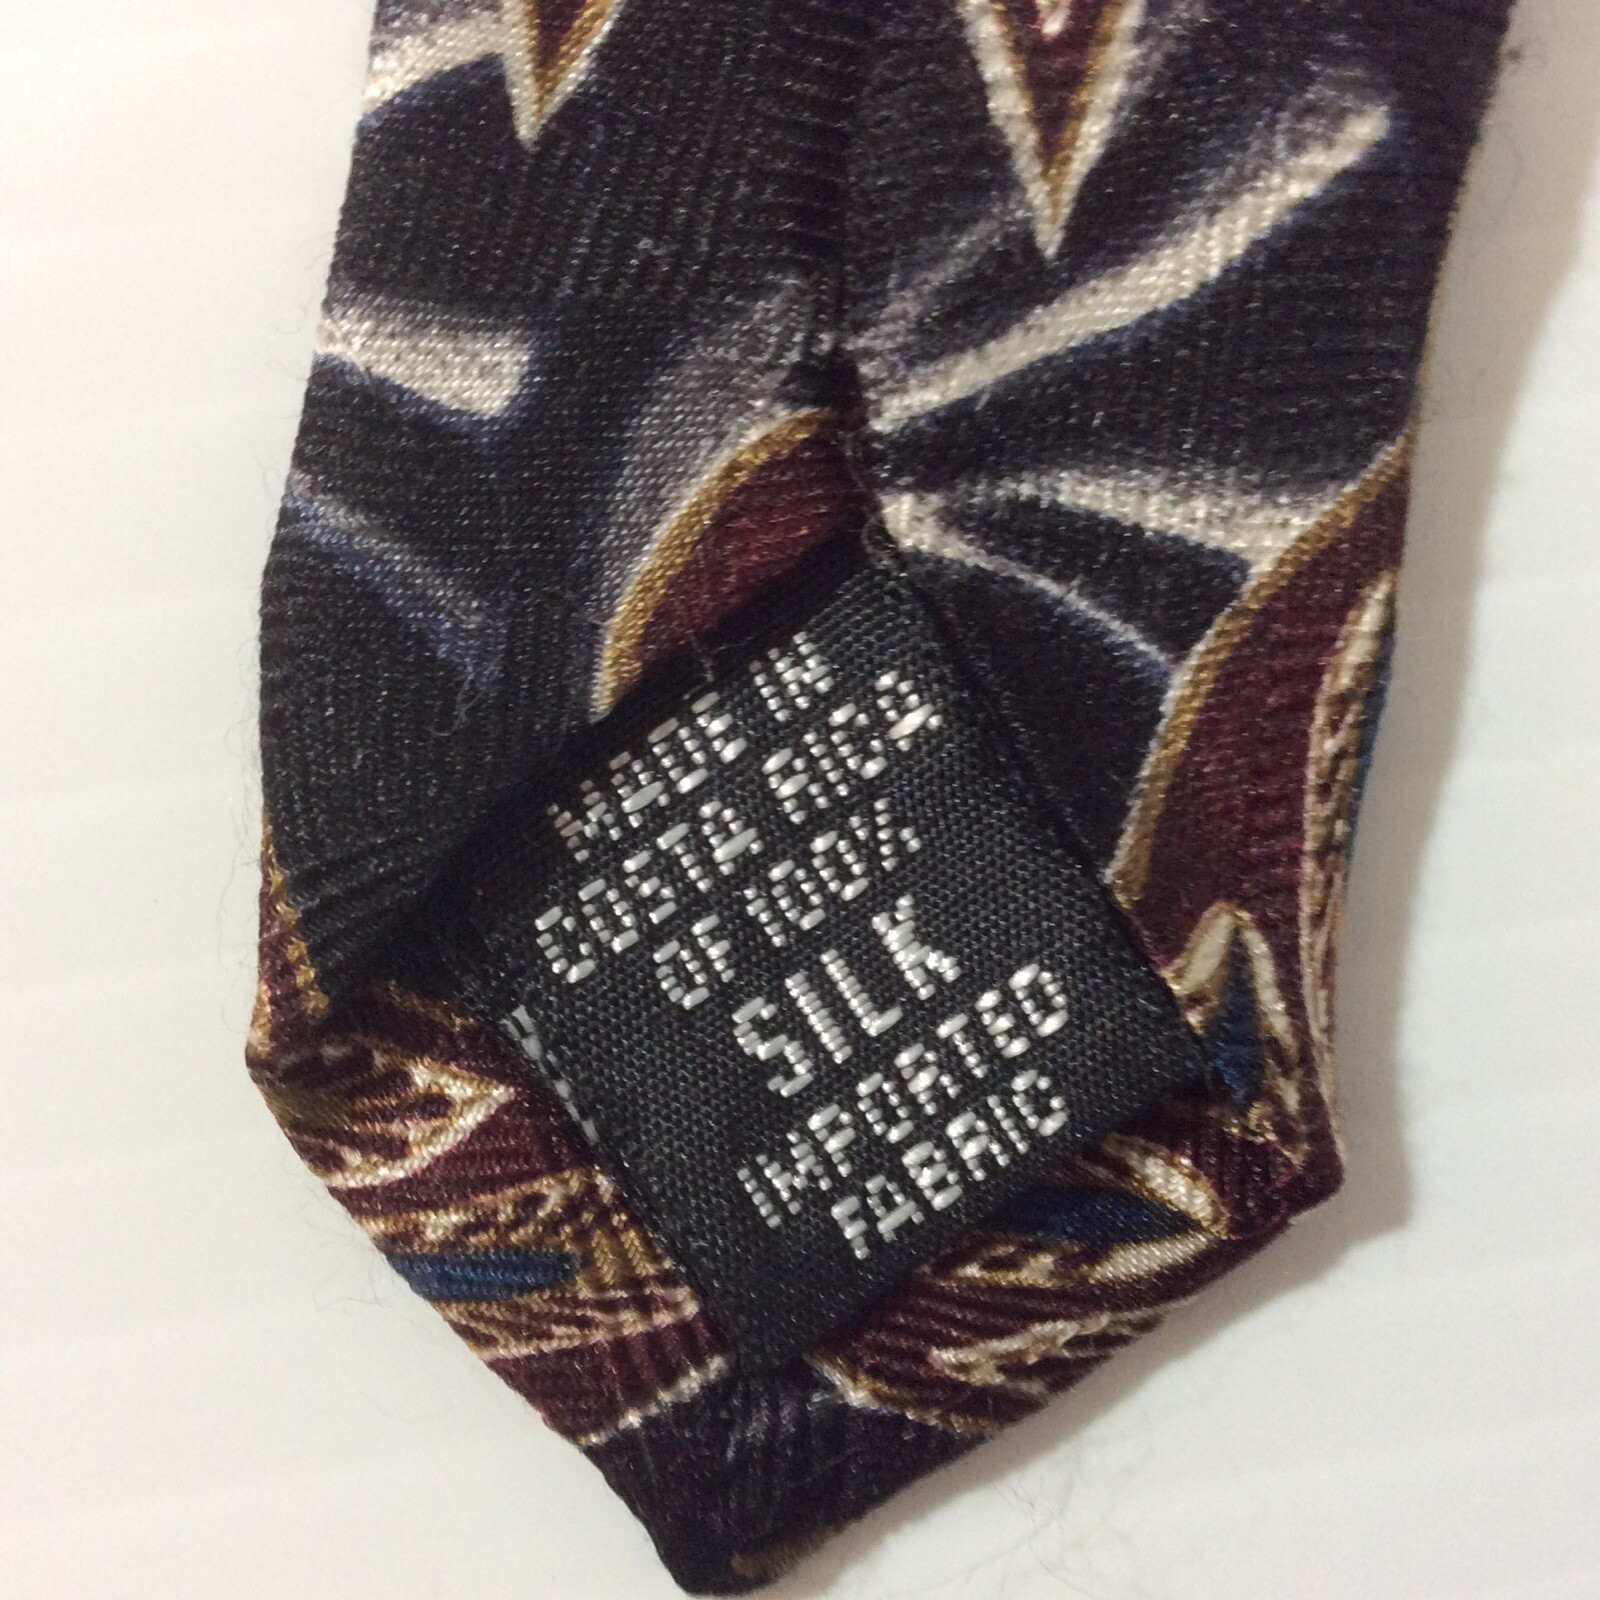 MADE IN
COSTA RICA
OF 100%
SILK
IMPORTED
FABRIC